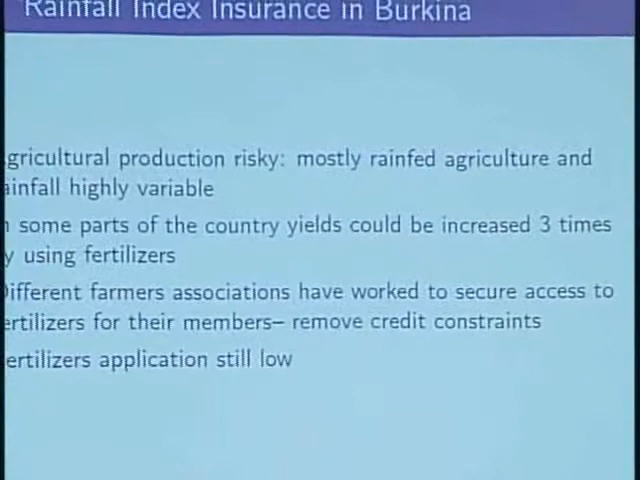 Rainfall Index Insurance in Burkina
gricultural production risky: mostly rainfed agriculture and
ainfall highly variable
some parts of the country yields could be increased 3 times
y using fertilizers
ifferent farmers associations have worked to secure access to
ertilizers for their members– remove credit constraints
ertilizers application still low